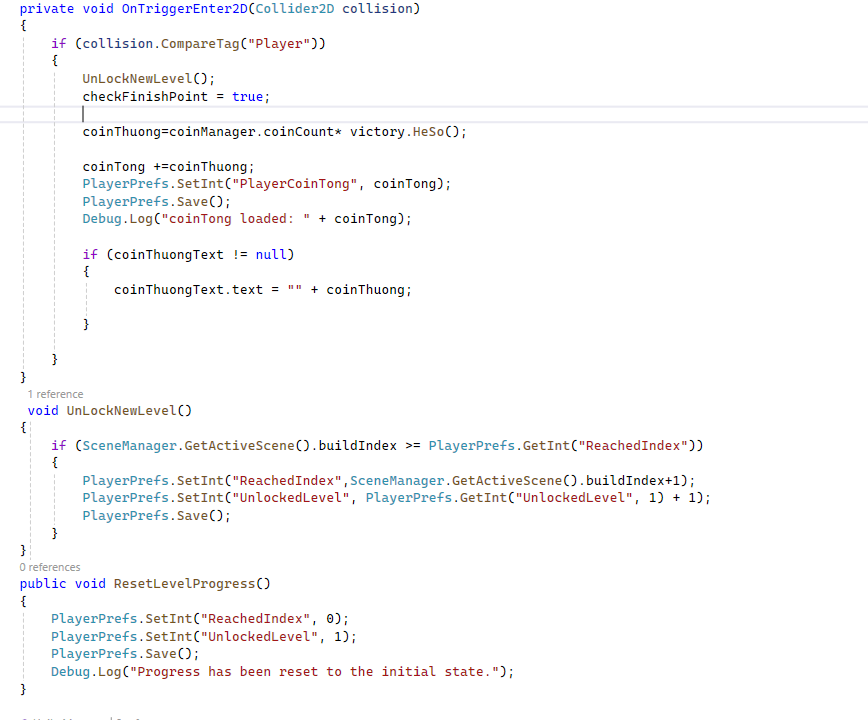 private void OnTriggerEnter2D(Collider2D collision)
{
if (collision.CompareTag("Player"))
{
UnLockNewLevel();
checkFinishPoint = true;
coinThuong=coinManager.coinCount* victory.HeSo();
coinTong +=coinThuong;
PlayerPrefs.SetInt("PlayerCoinTong", coinTong);
PlayerPrefs.Save();
Debug.Log("coinTong loaded: " + coinTong);
if (coinThuongText != null)
{
coinThuongText.text = "" + coinThuong;
}
}
}
1 reference
void UnLockNewLevel()
{
if (SceneManager.GetActiveScene().buildIndex >= PlayerPrefs.GetInt("ReachedIndex"))
{
PlayerPrefs.SetInt("ReachedIndex",SceneManager.GetActiveScene().buildIndex+1);
PlayerPrefs.SetInt("UnlockedLevel", PlayerPrefs.GetInt("UnlockedLevel", 1) + 1);
PlayerPrefs.Save();
}
}
0 references
public void ResetLevelProgress()
{
PlayerPrefs.SetInt("ReachedIndex", 0);
PlayerPrefs.SetInt("UnlockedLevel", 1);
PlayerPrefs.Save();
Debug.Log("Progress has been reset to the initial state.");
}